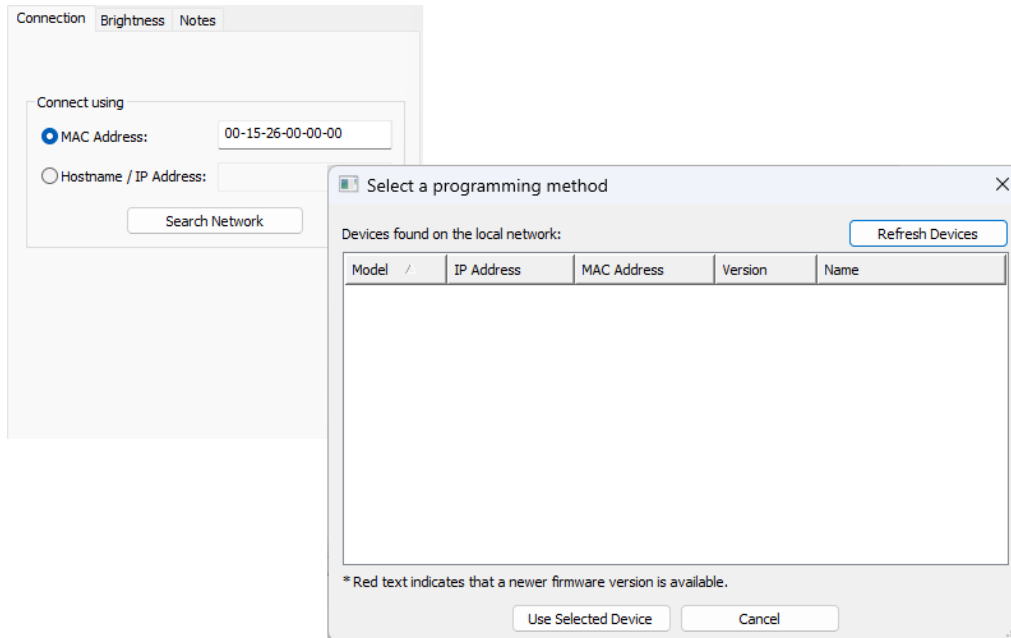 Connection Brightness Notes
Connect using
MAC Address: 00-15-26-00-00-00
Hostname / IP Address:
Search Network
Select a programming method
Devices found on the local network: Refresh Devices
Model IP Address MAC Address Version Name
* Red text indicates that a newer firmware version is available.
Use Selected Device Cancel